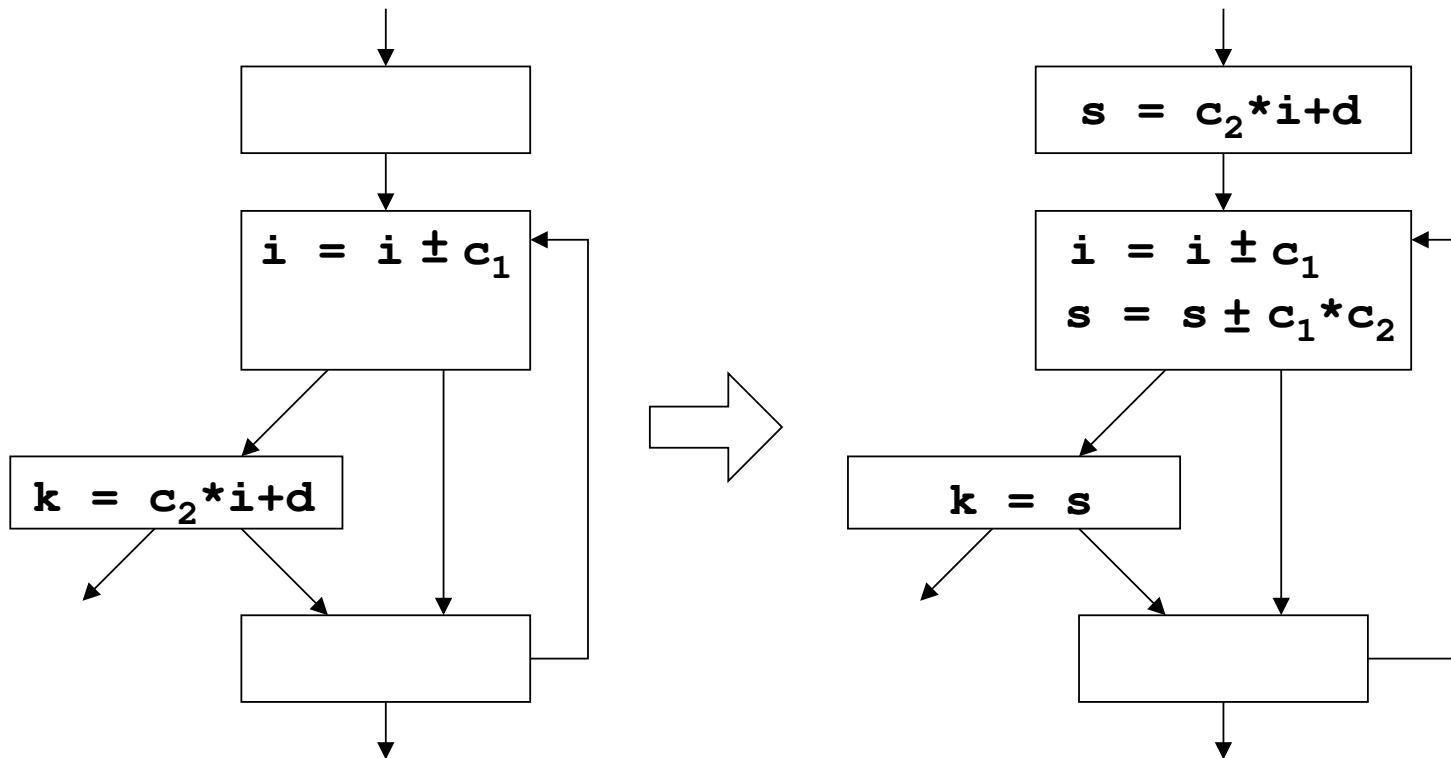 i = i ± c₁
k = c₂*i+d
s = c₂*i+d
i = i ± c₁
s = s ± c₁*c₂
k = s